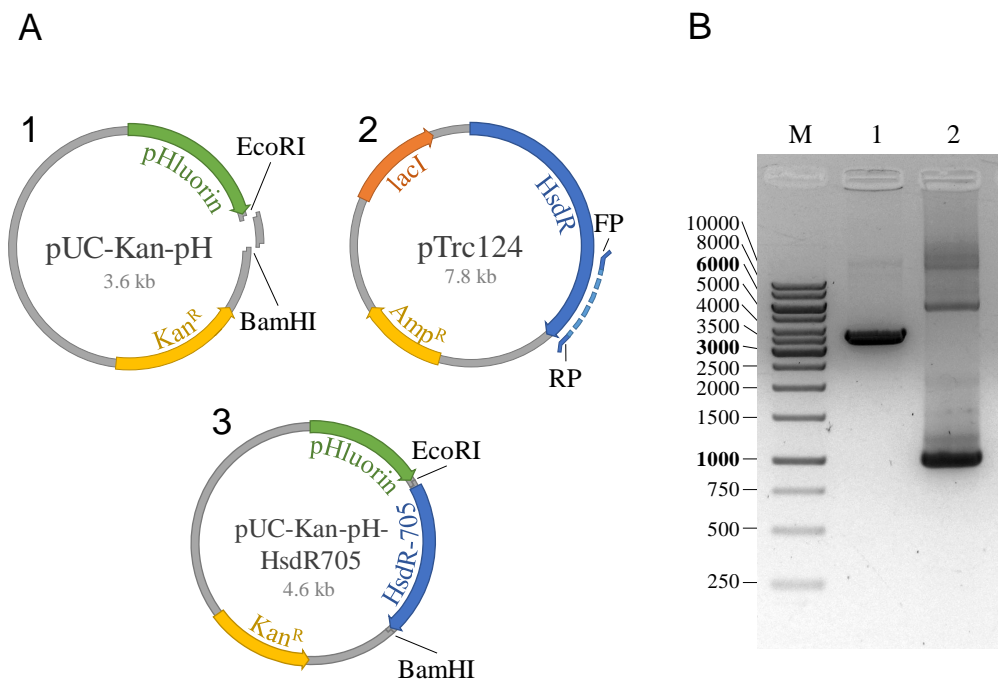 A
B
1
pHluorin
EcoRI
pUC-Kan-pH
3.6 kb
BamHI
Kanᴿ
2
lacI
HsdR
FP
pTrc124
7.8 kb
Ampᴿ
RP
3
pHluorin
EcoRI
pUC-Kan-pH-
HsdR705
4.6 kb
HsdR-705
Kanᴿ
BamHI
M 1 2
10000
8000
6000
5000
4000
3500
3000
2500
2000
1500
1000
750
500
250